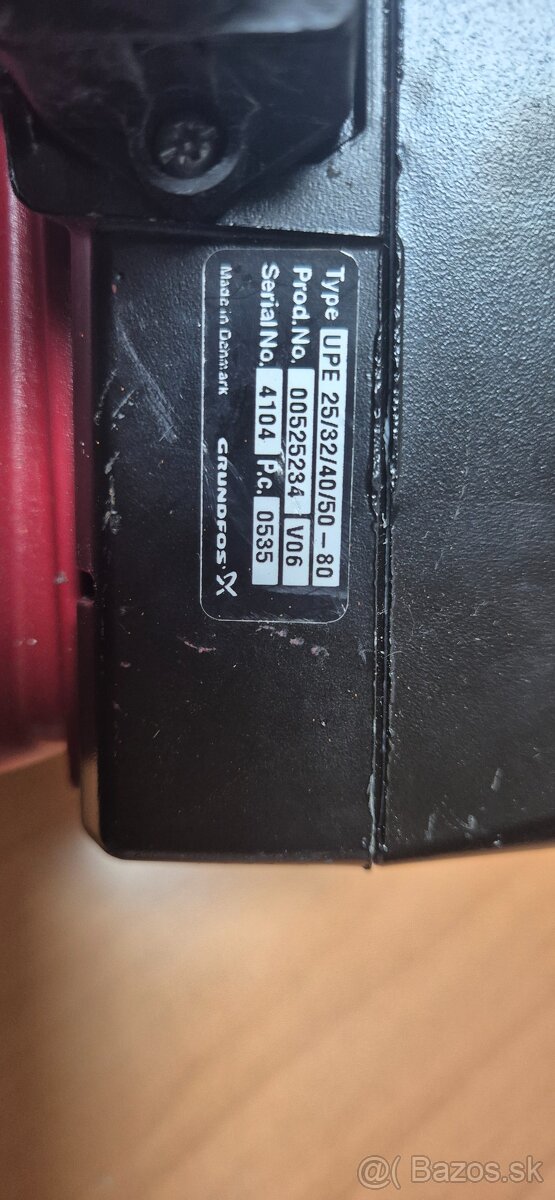 Type UPE 25/32/40/50-80
Prod.No. 00525234 V06
Serial No. 4104 P.c. 0535
Made in Denmark GRUNDFOS
@( Bazos.sk